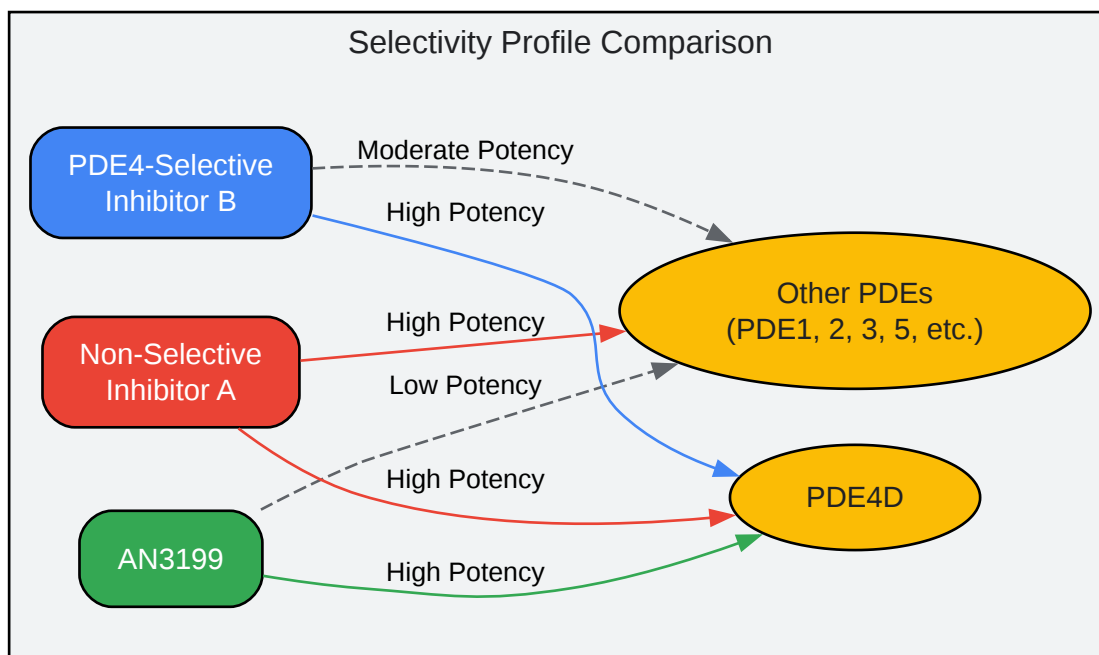 Selectivity Profile Comparison
PDE4-Selective
Inhibitor B
Moderate Potency
High Potency
Other PDEs
(PDE1, 2, 3, 5, etc.)
Non-Selective
Inhibitor A
High Potency
Low Potency
High Potency
PDE4D
AN3199
High Potency